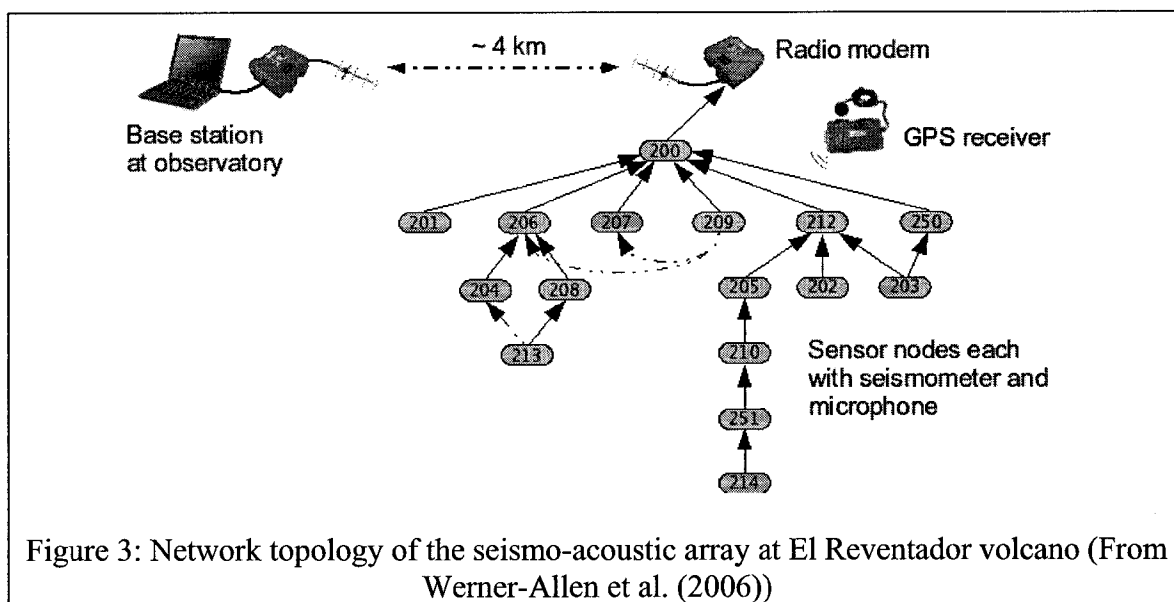 ~ 4 km
Radio modem
Base station
at observatory
GPS receiver
200
201
206
207
209
212
250
204
208
205
202
203
213
210
Sensor nodes each
with seismometer and
microphone
251
214
Figure 3: Network topology of the seismo-acoustic array at El Reventador volcano (From
Werner-Allen et al. (2006))